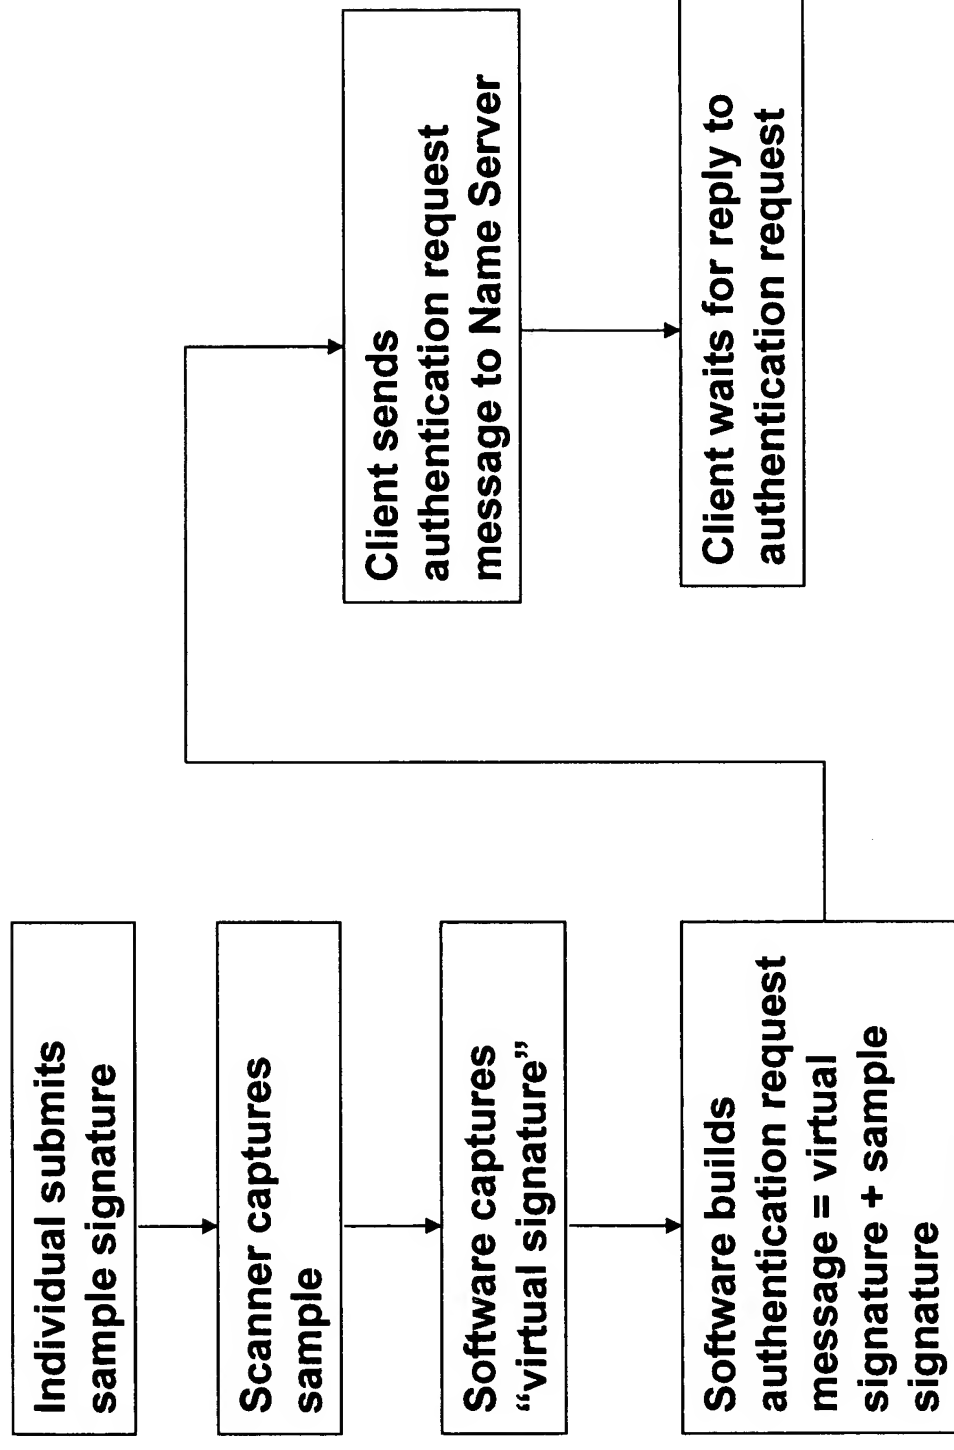 Individual submits
sample signature
Scanner captures
sample
Software captures
“virtual signature”
Software builds
authentication request
message = virtual
signature + sample
signature
Client sends
authentication request
message to Name Server
Client waits for reply to
authentication request